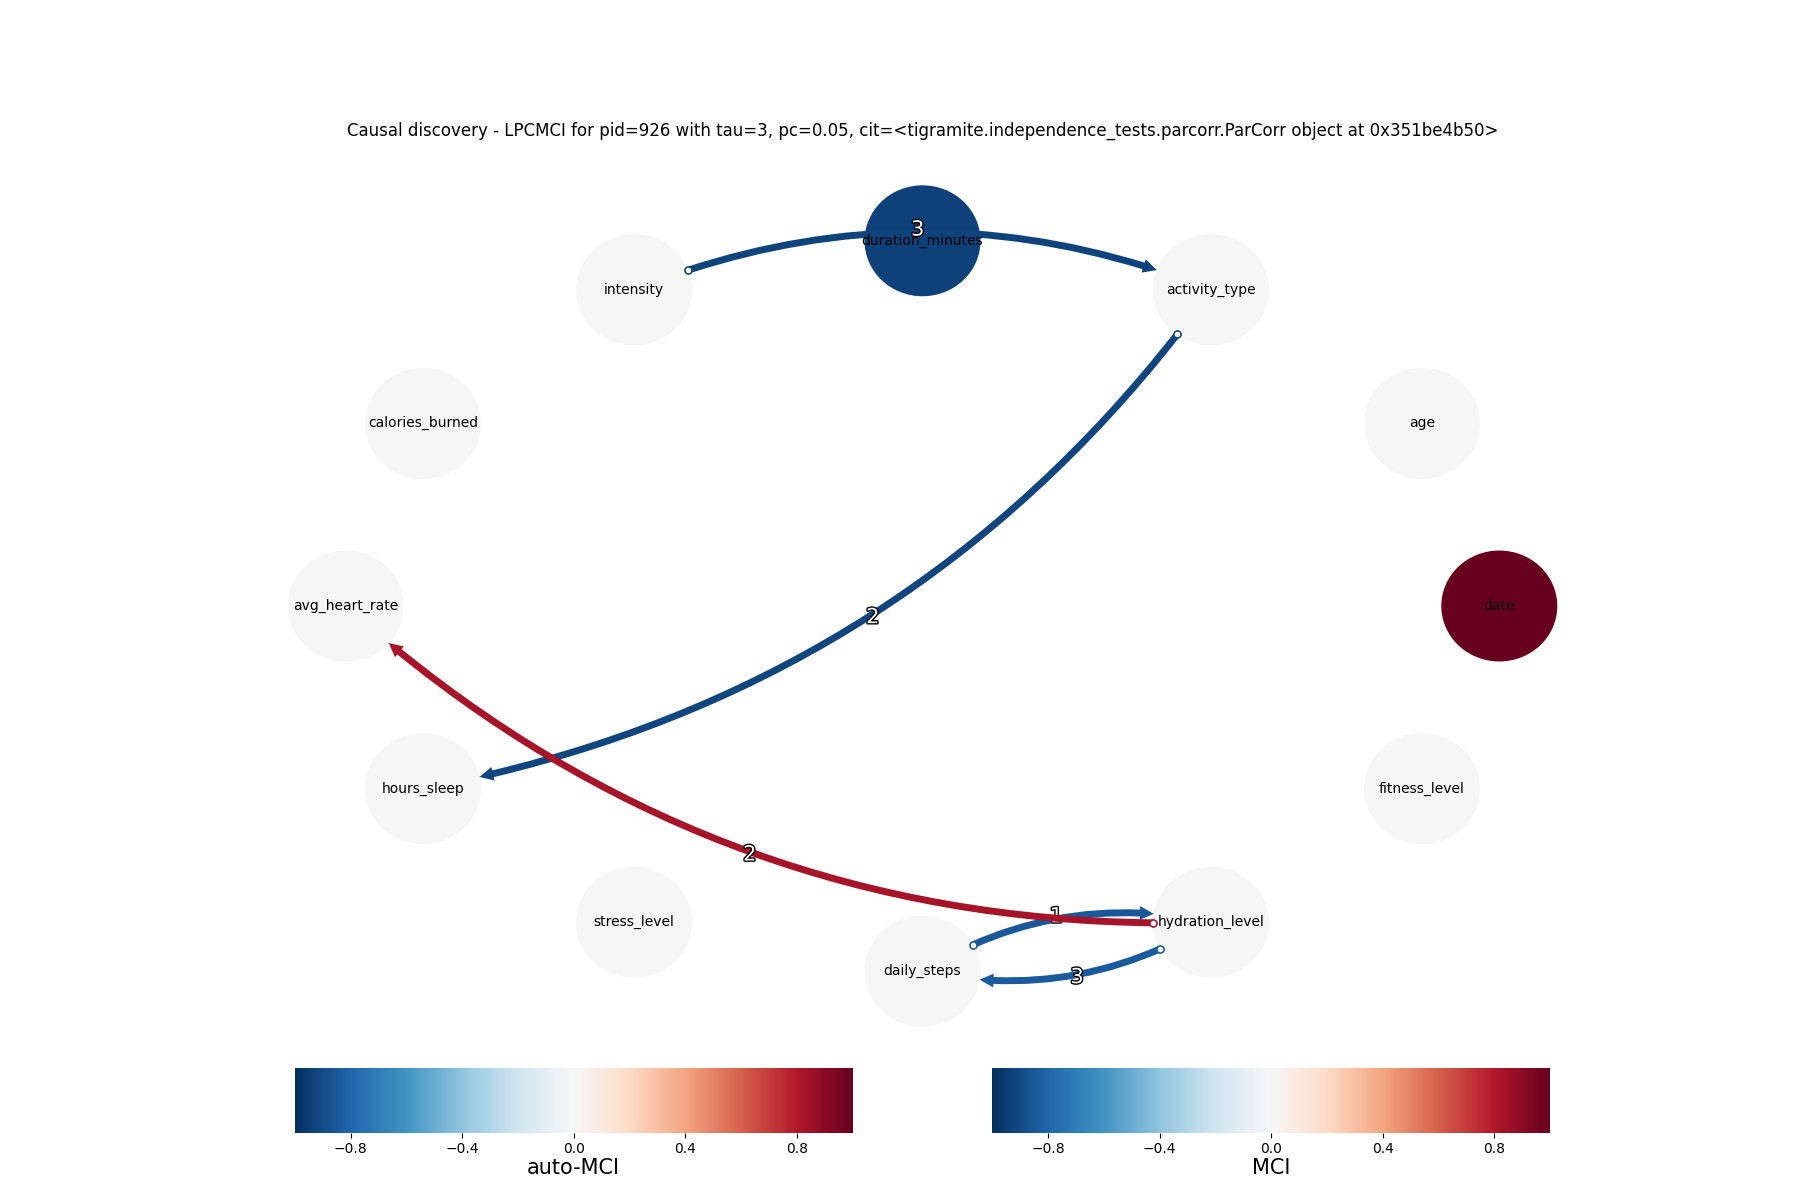 Causal discovery - LPCMCI for pid=926 with tau=3, pc=0.05, cit=<tigramite.independence_tests.parcorr.ParCorr object at 0x351be4b50>
3
duration_minutes
intensity
activity_type
calories_burned
age
avg_heart_rate
date
2
hours_sleep
fitness_level
2
stress_level
1
hydration_level
daily_steps
3
−0.8 −0.4 0.0 0.4 0.8
auto-MCI
−0.8 −0.4 0.0 0.4 0.8
MCI